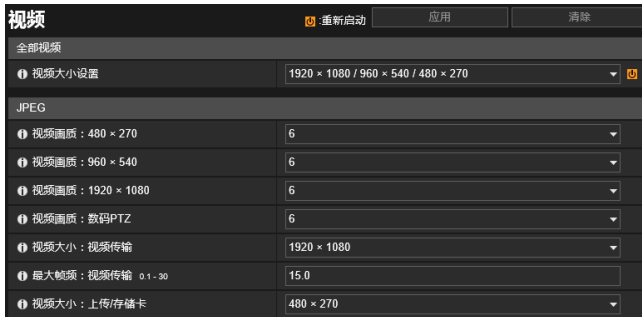 视频 :重新启动 应用 清除
全部视频
视频大小设置 1920 × 1080 / 960 × 540 / 480 × 270
JPEG
视频画质：480 × 270 6
视频画质：960 × 540 6
视频画质：1920 × 1080 6
视频画质：数码PTZ 6
视频大小：视频传输 1920 × 1080
最大帧频：视频传输 0.1 - 30 15.0
视频大小：上传/存储卡 480 × 270